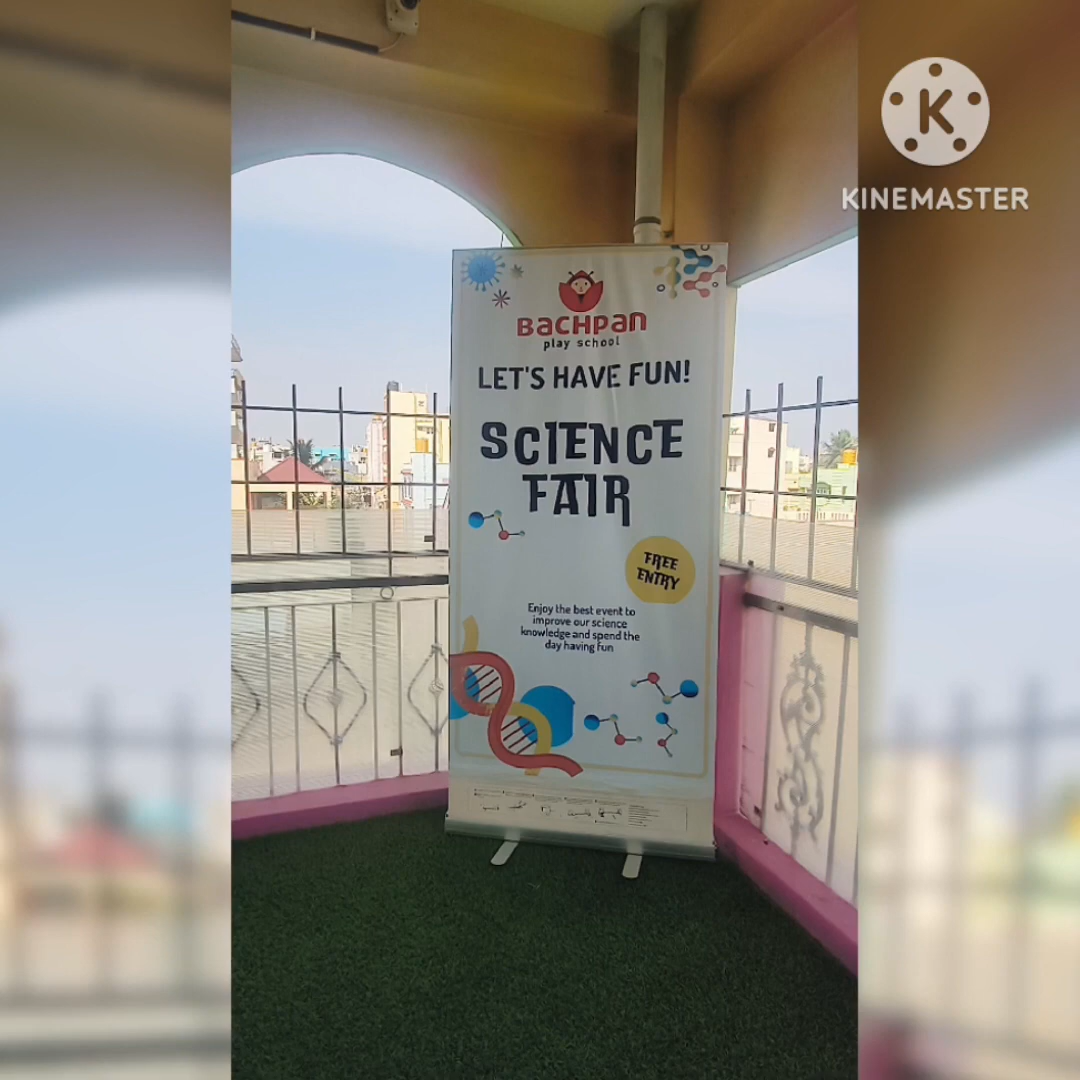 K
KINEMASTER
BACHPAN
play school
LET'S HAVE FUN!
SCIENCE
FAIR
FREE
ENTRY
Enjoy the best event to
improve our science
knowledge and spend the
day having fun